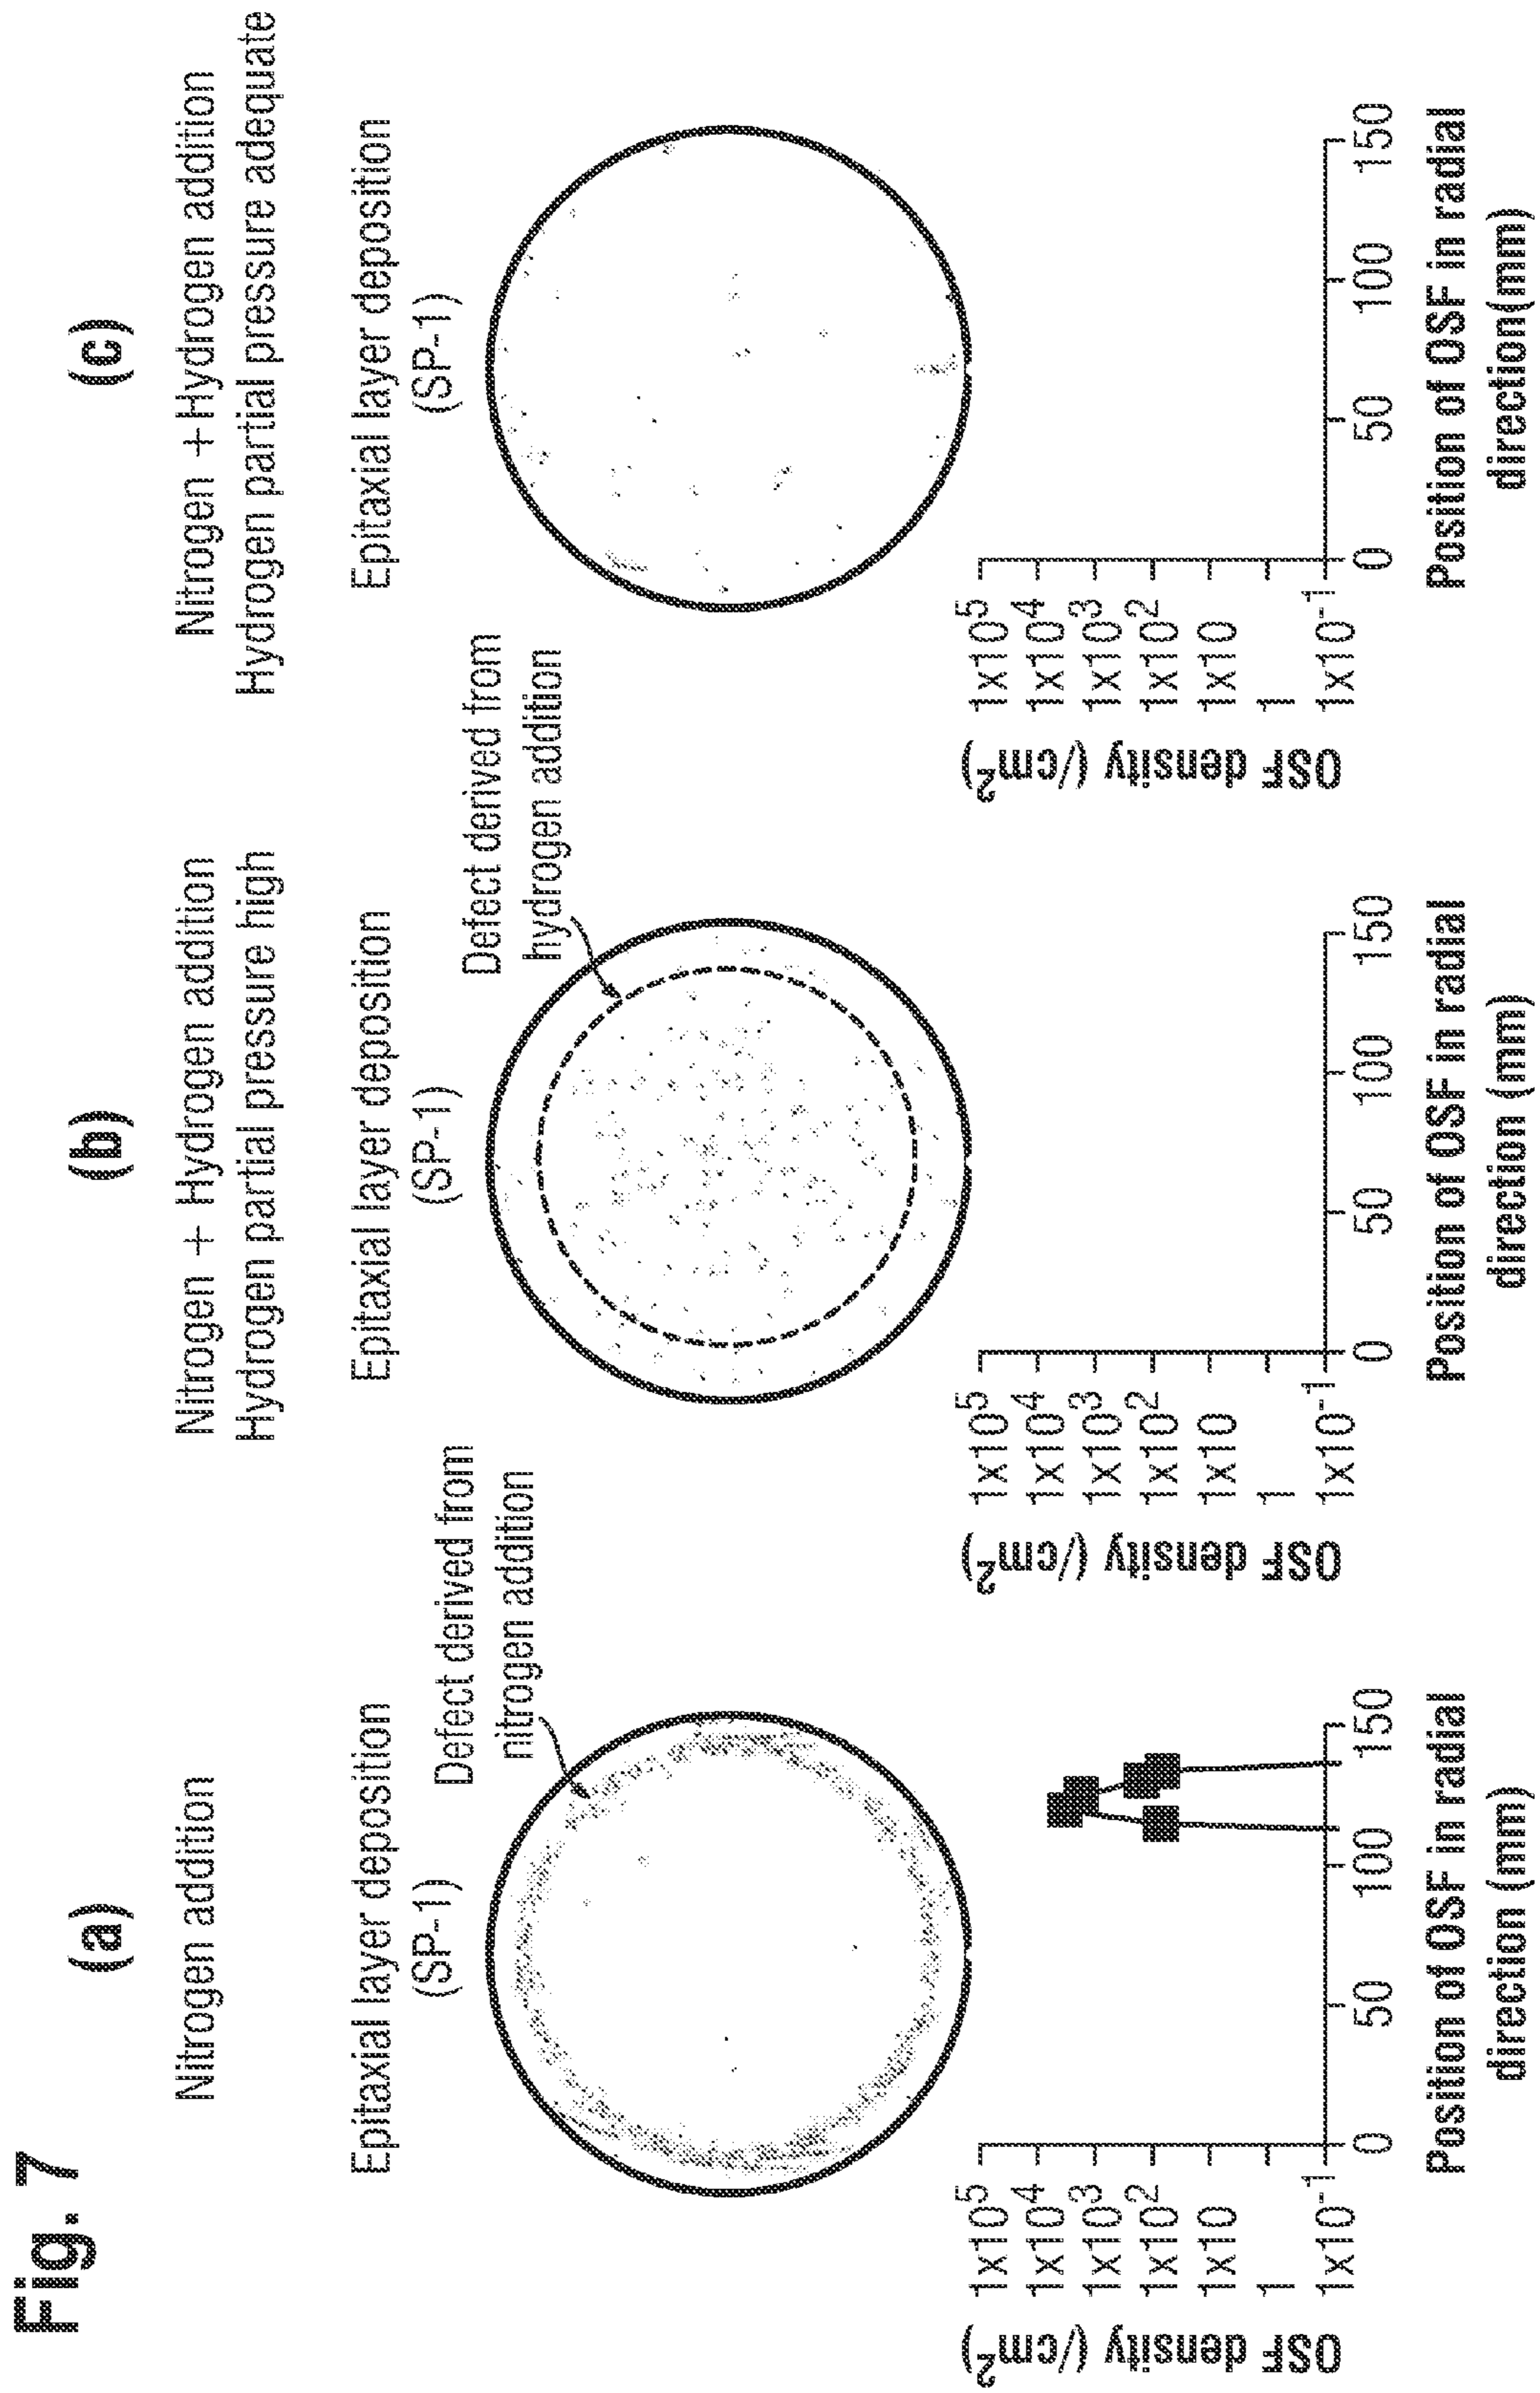 Fig. 7
(a)
Nitrogen addition
Epitaxial layer deposition
(SP-1)
Defect derived from
nitrogen addition
OSF density (/cm2)
1x10^5
1x10^4
1x10^3
1x10^2
1x10
1
1x10^-1
0 50 100 150
Position of OSF in radial
direction (mm)
(b)
Nitrogen + Hydrogen addition
Hydrogen partial pressure high
Epitaxial layer deposition
(SP-1)
Defect derived from
hydrogen addition
OSF density (/cm2)
1x10^5
1x10^4
1x10^3
1x10^2
1x10
1
1x10^-1
0 50 100 150
Position of OSF in radial
direction (mm)
(c)
Nitrogen +Hydrogen addition
Hydrogen partial pressure adequate
Epitaxial layer deposition
(SP-1)
OSF density (/cm2)
1x10^5
1x10^4
1x10^3
1x10^2
1x10
1
1x10^-1
0 50 100 150
Position of OSF in radial
direction(mm)